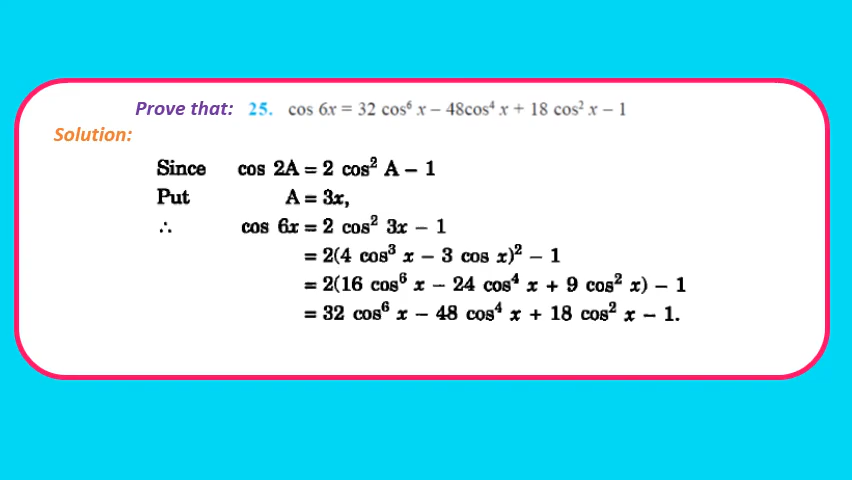 Prove that: 25. cos 6x = 32 cos⁶ x – 48cos⁴ x + 18 cos² x – 1
Solution:
Since cos 2A = 2 cos² A – 1
Put A = 3x,
∴ cos 6x = 2 cos² 3x – 1
= 2(4 cos³ x – 3 cos x)² – 1
= 2(16 cos⁶ x – 24 cos⁴ x + 9 cos² x) – 1
= 32 cos⁶ x – 48 cos⁴ x + 18 cos² x – 1.